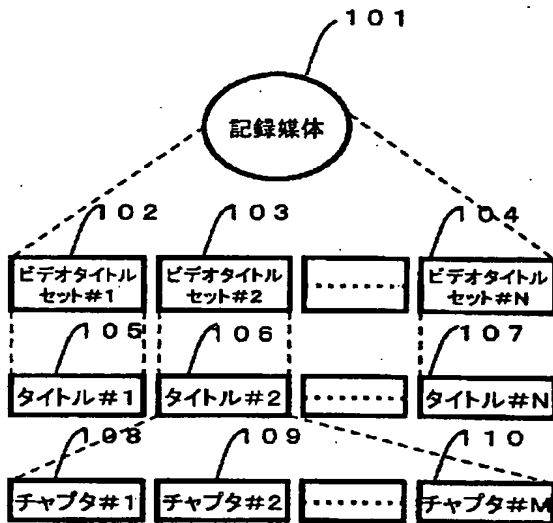 101
記録媒体
102
103
104
ビデオタイトル
セット#1
ビデオタイトル
セット#2
ビデオタイトル
セット#N
105
106
107
タイトル#1
タイトル#2
タイトル#N
108
109
110
チャプタ#1
チャプタ#2
チャプタ#M